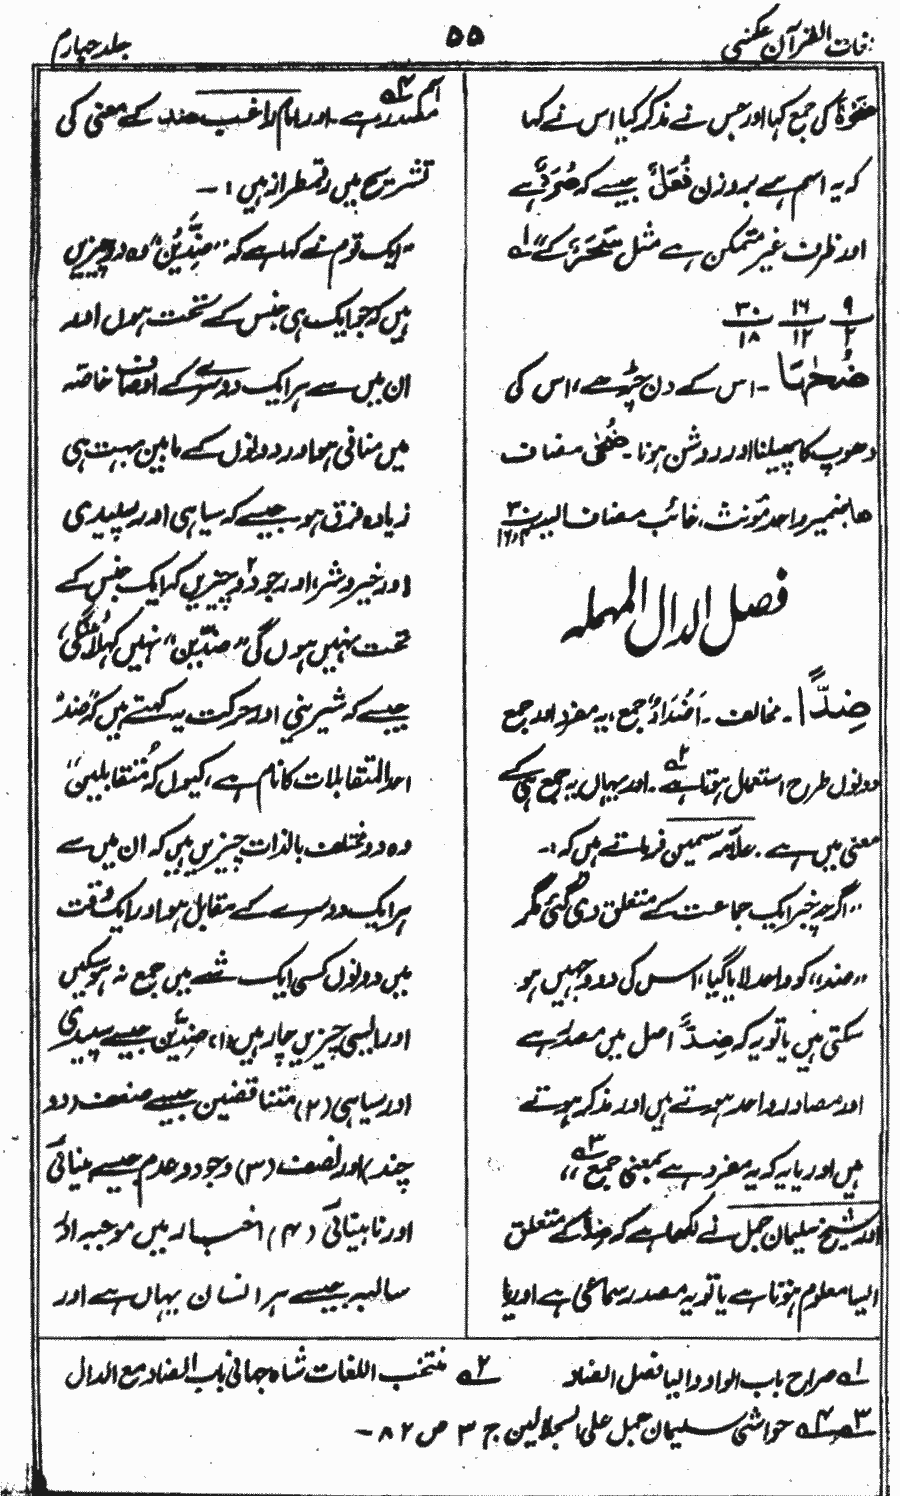 لغات القرآن عکسی
۵۵
جلد چہارم
ضَحْوَۃٌ کی جمع کہا اور جس نے مذکر کیا اس نے کہا
کہ یہ اسم ہے بروزن فُعَلٌ جیسے کہ صُرَدٌ ہے
اور ظرف غیر متمکن ہے مثل سَحَرَ کے" ۱؎
۹ ۱۶ ۳۰
۲ ۱۲ ۱۸
ضُحٰہَا ۔ اس کے دن چڑھے، اس کی
دھوپ کا پھیلنا اور روشن ہونا۔ ضُحٰی مضاف
ھا ضمیر واحد مؤنث، غائب مضاف الیہ ۳۰
۱۶،۱
فصل الدال المہملہ
ضِدًّا ۔ مخالف ۔ اَضْدَادٌ جمع، یہ مفرد اور جمع
دونوں طرح استعمال ہوتا ہے ۲؎۔ اور یہاں یہ جمع ہی کے
معنی میں ہے ۔ علامہ سمین فرماتے ہیں کہ :۔
"اگرچہ خبر ایک جماعت کے متعلق دی گئی مگر
"ضد" کو واحد لایا گیا، اس کی دو وجہیں ہو
سکتی ہیں یا تو یہ کہ ضِدًّا اصل میں مصدر ہے
اور مصادر واحد ہوتے ہیں اور مذکر ہوتے
ہیں اور یا یہ کہ یہ مفرد ہے بمعنی جمع ۳؎"
اور شیخ سلیمان جمل نے لکھا ہے کہ ضدًّا کے متعلق
ایسا معلوم ہوتا ہے یا تو یہ مصدر سماعی ہے اور یا
اسم مصدر ہے ۴؎۔ اور امام راغب ضد کے معنی کی
تشریح میں رقمطراز ہیں :۔
"ایک قوم نے کہا ہے کہ "ضِدَّیْن" وہ دو چیزیں
ہیں کہ جو ایک ہی جنس کے تحت ہوں اور
ان میں سے ہر ایک دوسرے کے اوصاف خاصہ
میں منافی ہو اور دونوں کے مابین بہت ہی
زیادہ فرق ہو جیسے کہ سیاہی اور سپیدی
اور خیر و شر، اور جو دو چیزیں کہ ایک جنس کے
تحت نہیں ہوں گی "ضدّین" نہیں کہلائیں گی،
جیسے کہ شیرینی اور حرکت یہ کہتے ہیں کہ "ضد"
احد المتقابلات کا نام ہے، کیوں کہ "متقابلین"
وہ دو مختلف بالذات چیزیں ہیں کہ ان میں سے
ہر ایک دوسرے کے مقابل ہو اور ایک وقت
میں دونوں کسی ایک شے میں جمع نہ ہو سکیں
اور ایسی چیزیں چار ہیں (۱) ضِدَّیْن جیسے سپیدی
اور سیاہی (۲) متناقضین جیسے ضعف (دو
چند) اور نصف (۳) وجود و عدم جیسے بینائی
اور نابینائی (۴) اخبار میں موجبہ اور
سالبہ جیسے ہر انسان یہاں ہے اور
۱؎ صراح باب الواو والیا فصل الضاد ۲؎ منتخب اللغات شاہ جہانی باب الضاد مع الدال
۳؎،۴؎ حواشی سلیمان جمل علی الجلالین ج ۳ ص ۸۲ ۔